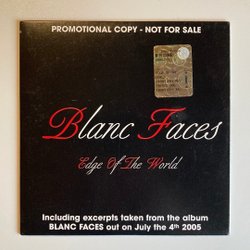 PROMOTIONAL COPY - NOT FOR SALE
Blanc Faces
Edge Of The World
Including excerpts taken from the album
BLANC FACES out on July the 4th 2005